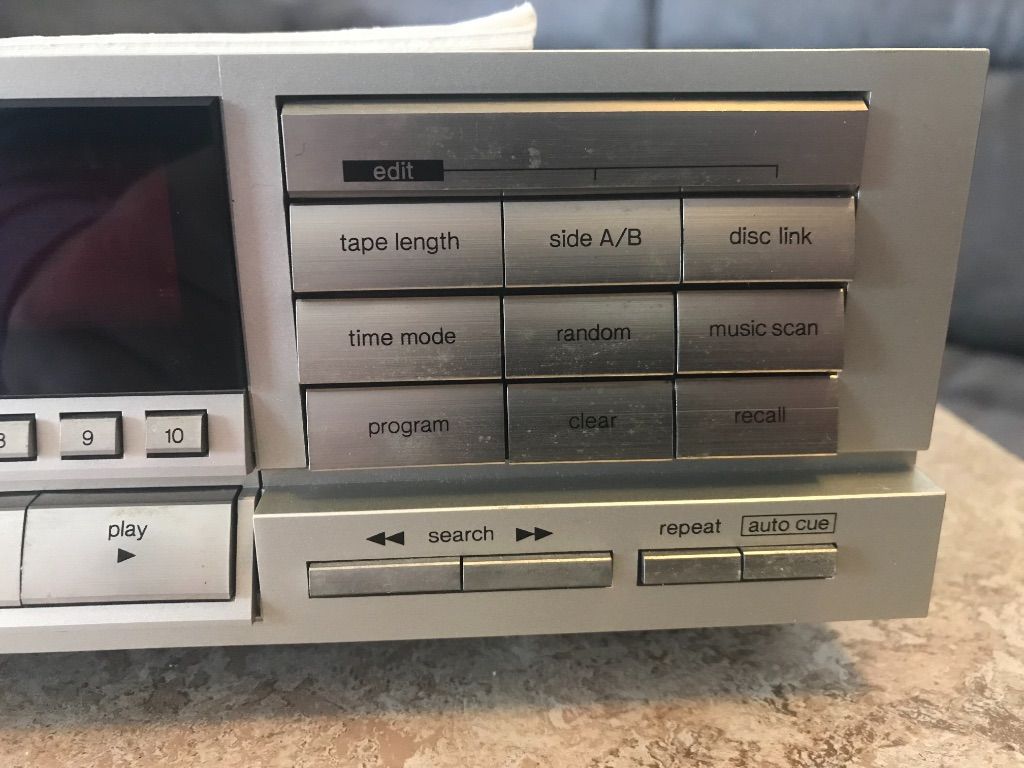 edit
tape length side A/B disc link
time mode random music scan
program clear recall
9 10
play
search
repeat auto cue